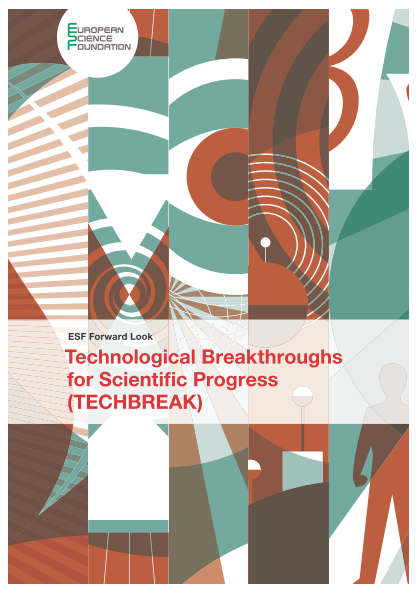 EUROPEAN
SCIENCE
FOUNDATION
ESF Forward Look
Technological Breakthroughs
for Scientific Progress
(TECHBREAK)